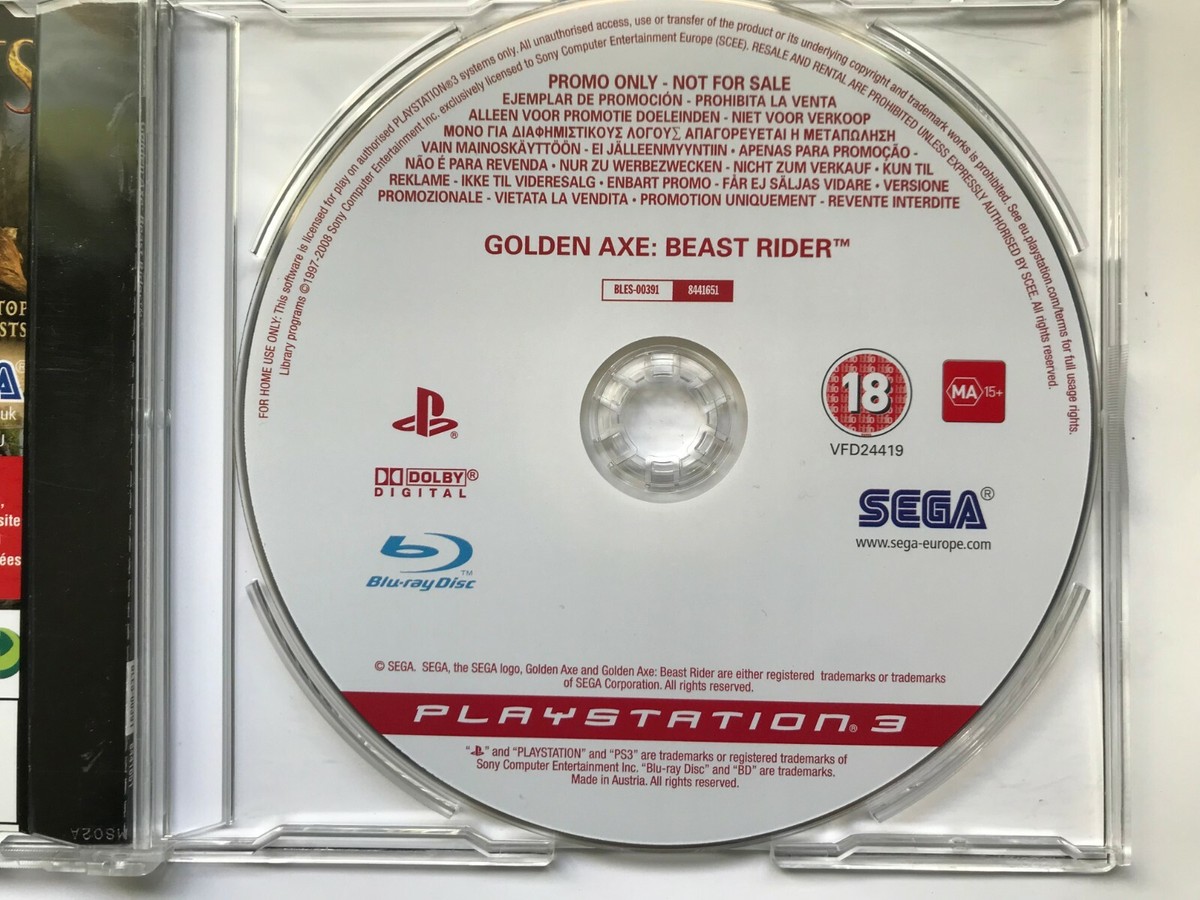 FOR HOME USE ONLY: This software is licensed for play on authorised PLAYSTATION®3 systems only. All unauthorised access, use or transfer of the product or its underlying copyright and trademark works is prohibited. See eu.playstation.com/terms for full usage rights.
Library programs ©1997-2008 Sony Computer Entertainment Inc. exclusively licensed to Sony Computer Entertainment Europe (SCEE). RESALE AND RENTAL ARE PROHIBITED UNLESS EXPRESSLY AUTHORISED BY SCEE. All rights reserved.
PROMO ONLY - NOT FOR SALE
EJEMPLAR DE PROMOCIÓN - PROHIBITA LA VENTA
ALLEEN VOOR PROMOTIE DOELEINDEN - NIET VOOR VERKOOP
ΜΟΝΟ ΓΙΑ ΔΙΑΦΗΜΙΣΤΙΚΟΥΣ ΛΟΓΟΥΣ ΑΠΑΓΟΡΕΥΕΤΑΙ Η ΜΕΤΑΠΩΛΗΣΗ
VAIN MAINOSKÄYTTÖÖN - EI JÄLLEENMYYNTIIN • APENAS PARA PROMOÇÃO -
NÃO É PARA REVENDA • NUR ZU WERBEZWECKEN - NICHT ZUM VERKAUF • KUN TIL
REKLAME - IKKE TIL VIDERESALG • ENBART PROMO - FÅR EJ SÄLJAS VIDARE • VERSIONE
PROMOZIONALE - VIETATA LA VENDITA • PROMOTION UNIQUEMENT - REVENTE INTERDITE
GOLDEN AXE: BEAST RIDER™
BLES-00391 8441651
18
MA 15+
VFD24419
DOLBY®
DIGITAL
SEGA®
www.sega-europe.com
Blu-ray Disc™
© SEGA. SEGA, the SEGA logo, Golden Axe and Golden Axe: Beast Rider are either registered trademarks or trademarks
of SEGA Corporation. All rights reserved.
PLAYSTATION®3
" " and "PLAYSTATION" and "PS3" are trademarks or registered trademarks of
Sony Computer Entertainment Inc. "Blu-ray Disc" and "BD" are trademarks.
Made in Austria. All rights reserved.
S
TOP
STS
A®
uk
U
site
ées